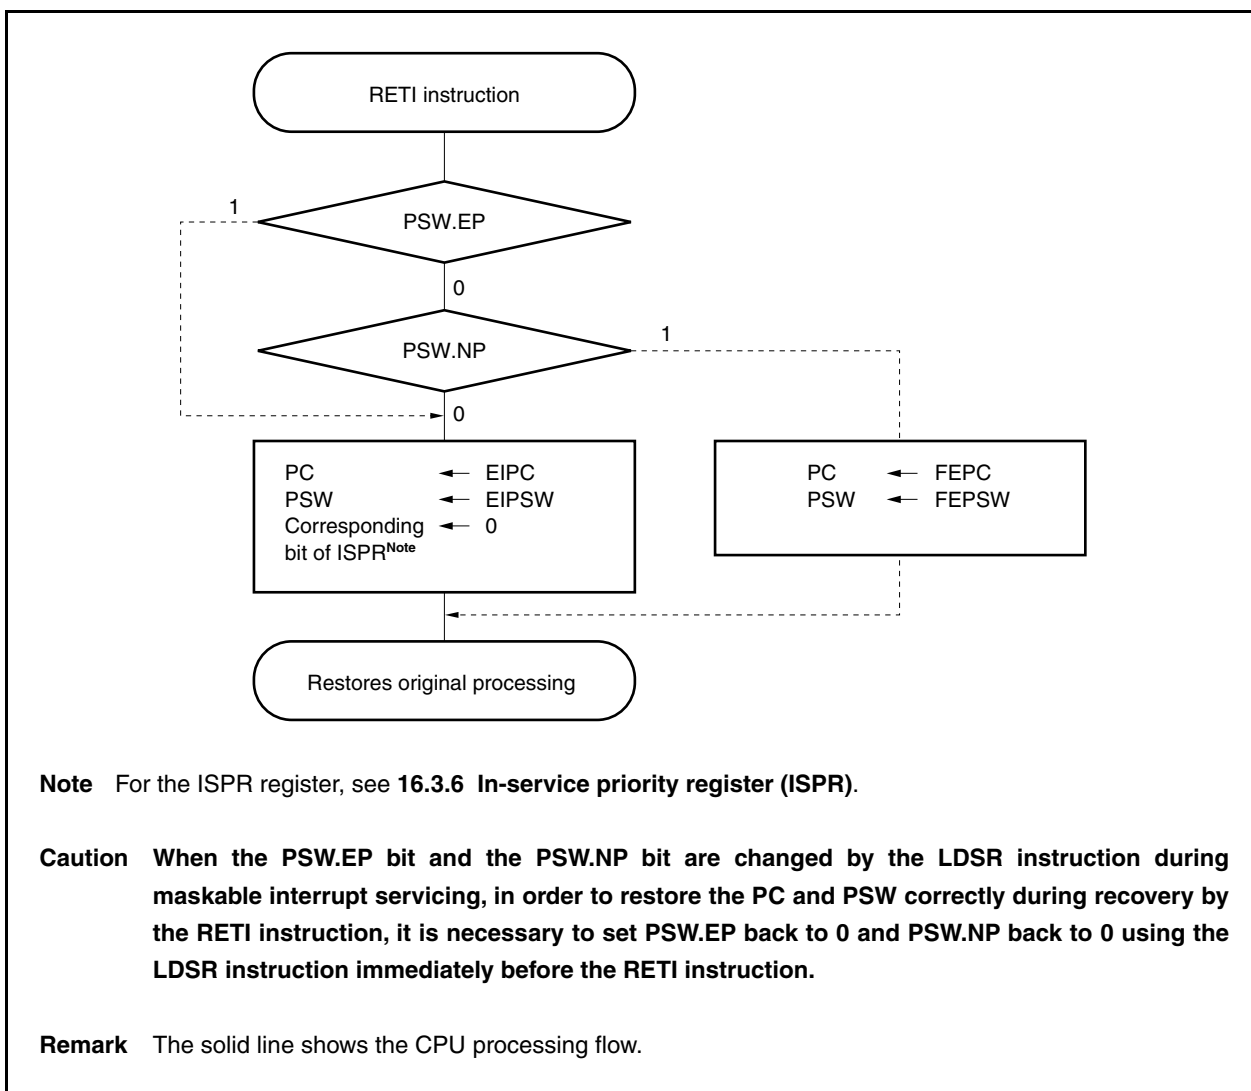 RETI instruction
1
PSW.EP
0
1
PSW.NP
0
PC ← EIPC
PSW ← EIPSW
Corresponding ← 0
bit of ISPRNote
PC ← FEPC
PSW ← FEPSW
Restores original processing
Note For the ISPR register, see 16.3.6 In-service priority register (ISPR).
Caution When the PSW.EP bit and the PSW.NP bit are changed by the LDSR instruction during
maskable interrupt servicing, in order to restore the PC and PSW correctly during recovery by
the RETI instruction, it is necessary to set PSW.EP back to 0 and PSW.NP back to 0 using the
LDSR instruction immediately before the RETI instruction.
Remark The solid line shows the CPU processing flow.